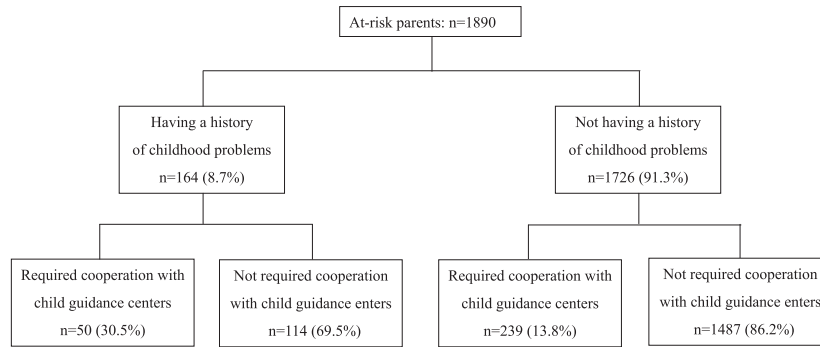 At-risk parents: n=1890
Having a history
of childhood problems
n=164 (8.7%)
Not having a history
of childhood problems
n=1726 (91.3%)
Required cooperation with
child guidance centers
n=50 (30.5%)
Not required cooperation
with child guidance enters
n=114 (69.5%)
Required cooperation with
child guidance centers
n=239 (13.8%)
Not required cooperation
with child guidance enters
n=1487 (86.2%)